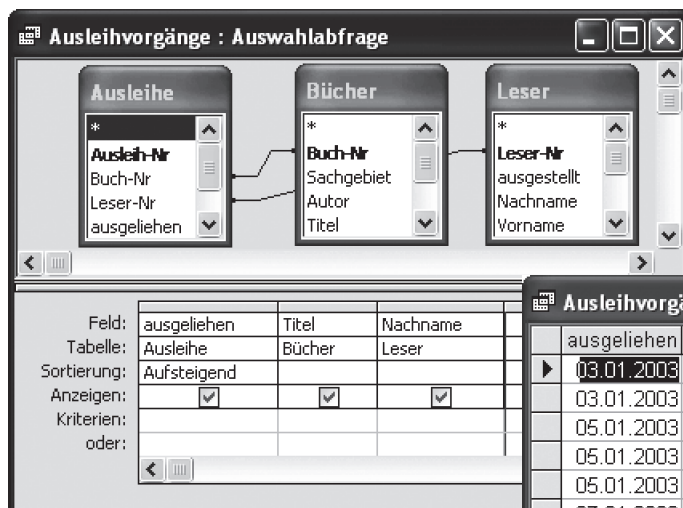 Ausleihvorgänge : Auswahlabfrage
Ausleihe
*
Ausleih-Nr
Buch-Nr
Leser-Nr
ausgeliehen
Bücher
*
Buch-Nr
Sachgebiet
Autor
Titel
Leser
*
Leser-Nr
ausgestellt
Nachname
Vorname
Feld: ausgeliehen Titel Nachname
Tabelle: Ausleihe Bücher Leser
Sortierung: Aufsteigend
Anzeigen:
Kriterien:
oder:
ausgeliehen
03.01.2003
03.01.2003
05.01.2003
05.01.2003
05.01.2003